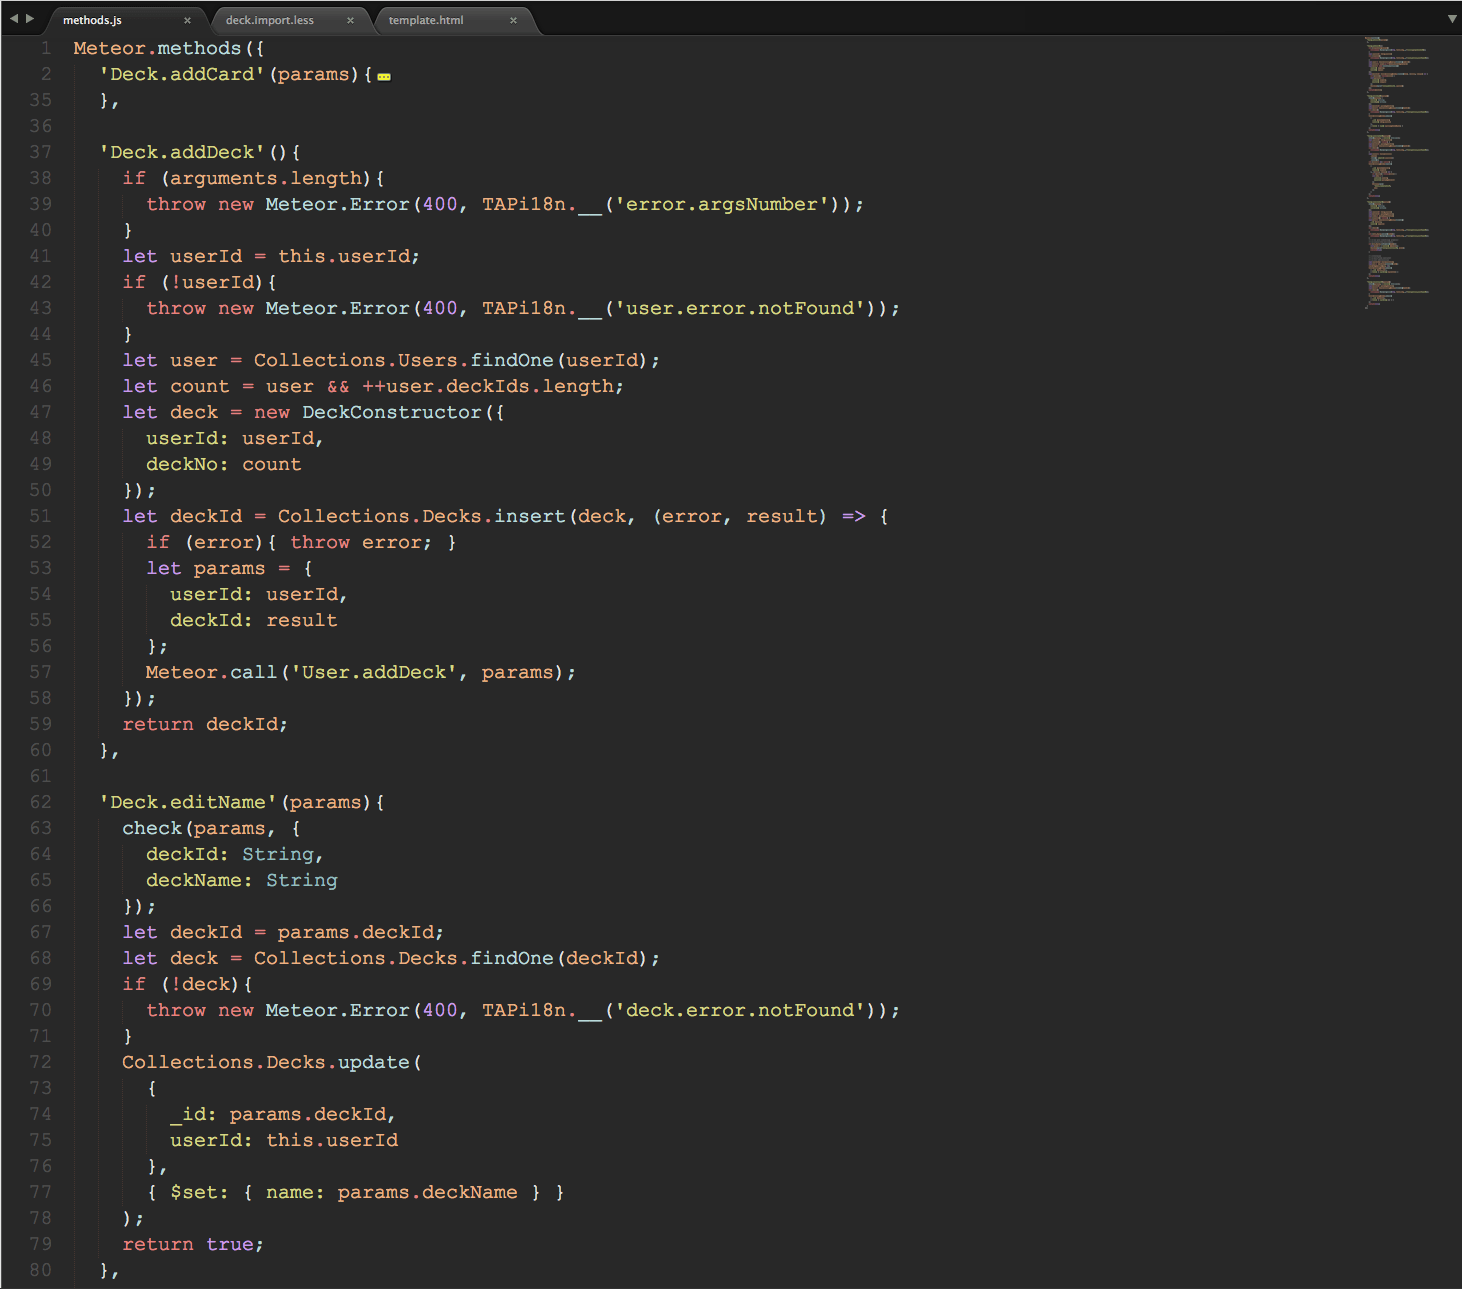 methods.js × deck.import.less × template.html ×
1 Meteor.methods({
2 'Deck.addCard'(params){
35 },
36
37 'Deck.addDeck'(){
38 if (arguments.length){
39 throw new Meteor.Error(400, TAPi18n.__('error.argsNumber'));
40 }
41 let userId = this.userId;
42 if (!userId){
43 throw new Meteor.Error(400, TAPi18n.__('user.error.notFound'));
44 }
45 let user = Collections.Users.findOne(userId);
46 let count = user && ++user.deckIds.length;
47 let deck = new DeckConstructor({
48 userId: userId,
49 deckNo: count
50 });
51 let deckId = Collections.Decks.insert(deck, (error, result) => {
52 if (error){ throw error; }
53 let params = {
54 userId: userId,
55 deckId: result
56 };
57 Meteor.call('User.addDeck', params);
58 });
59 return deckId;
60 },
61
62 'Deck.editName'(params){
63 check(params, {
64 deckId: String,
65 deckName: String
66 });
67 let deckId = params.deckId;
68 let deck = Collections.Decks.findOne(deckId);
69 if (!deck){
70 throw new Meteor.Error(400, TAPi18n.__('deck.error.notFound'));
71 }
72 Collections.Decks.update(
73 {
74 _id: params.deckId,
75 userId: this.userId
76 },
77 { $set: { name: params.deckName } }
78 );
79 return true;
80 },